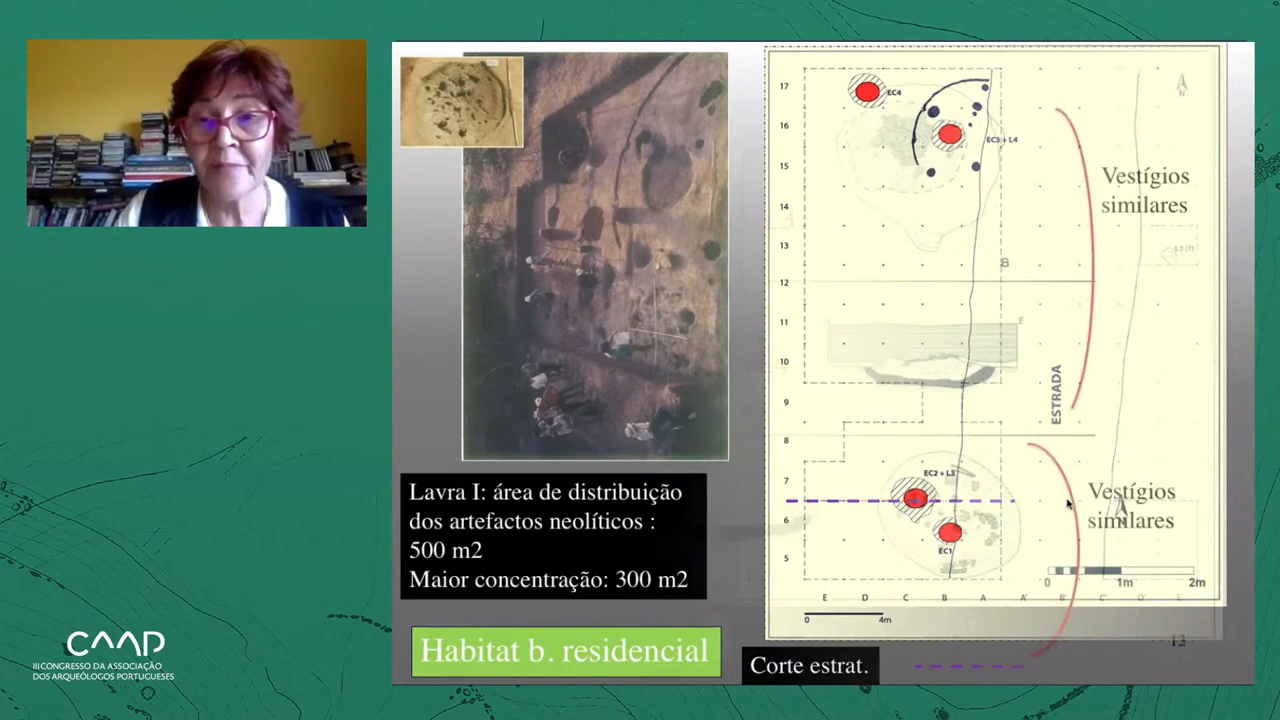 Lavra I: área de distribuição
dos artefactos neolíticos :
500 m2
Maior concentração: 300 m2
Habitat b. residencial
17
16
15
14
13
12
11
10
9
8
7
6
5
EC4
EC3 + L4
N
B
E
L3 (?)
ESTRADA
EC2 + L3
EC1
Vestígios
similares
Vestígios
similares
0 1m 2m
E D C B A A' B' C' D' E'
0 4m
Corte estrat.
CAAP
III CONGRESSO DA ASSOCIAÇÃO
DOS ARQUEÓLOGOS PORTUGUESES